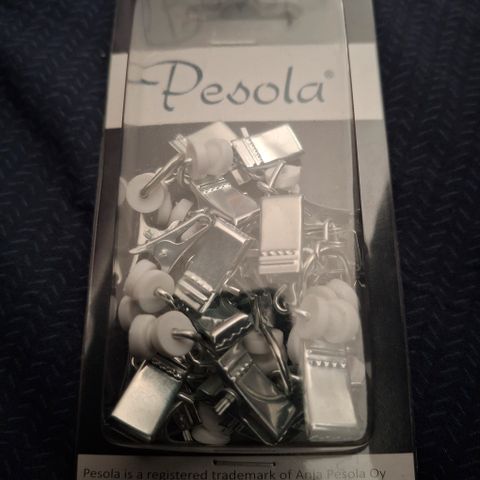 Pesola®
Pesola is a registered trademark of Anja Pesola Oy